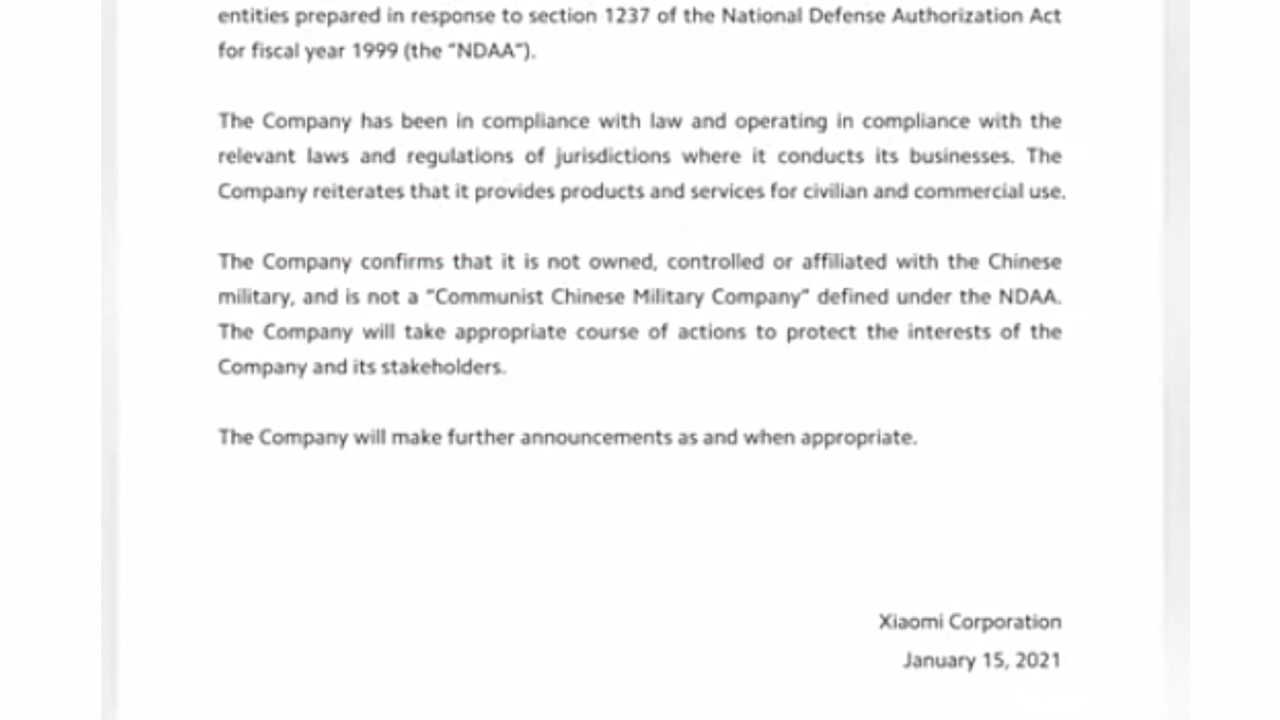 entities prepared in response to section 1237 of the National Defense Authorization Act
for fiscal year 1999 (the "NDAA").
The Company has been in compliance with law and operating in compliance with the
relevant laws and regulations of jurisdictions where it conducts its businesses. The
Company reiterates that it provides products and services for civilian and commercial use.
The Company confirms that it is not owned, controlled or affiliated with the Chinese
military, and is not a "Communist Chinese Military Company" defined under the NDAA.
The Company will take appropriate course of actions to protect the interests of the
Company and its stakeholders.
The Company will make further announcements as and when appropriate.
Xiaomi Corporation
January 15, 2021